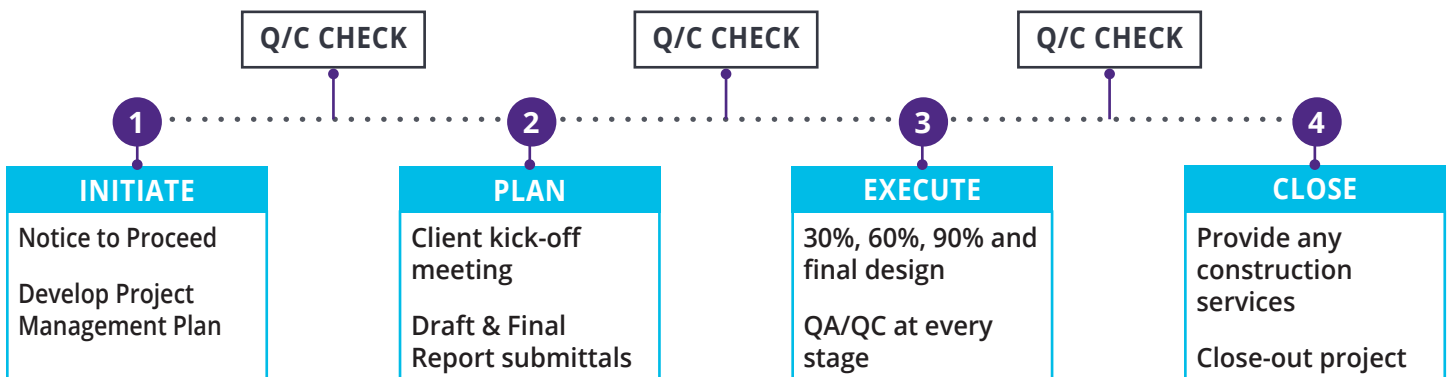 Q/C CHECK
Q/C CHECK
Q/C CHECK
1
2
3
4
INITIATE
Notice to Proceed
Develop Project
Management Plan
PLAN
Client kick-off
meeting
Draft & Final
Report submittals
EXECUTE
30%, 60%, 90% and
final design
QA/QC at every
stage
CLOSE
Provide any
construction
services
Close-out project